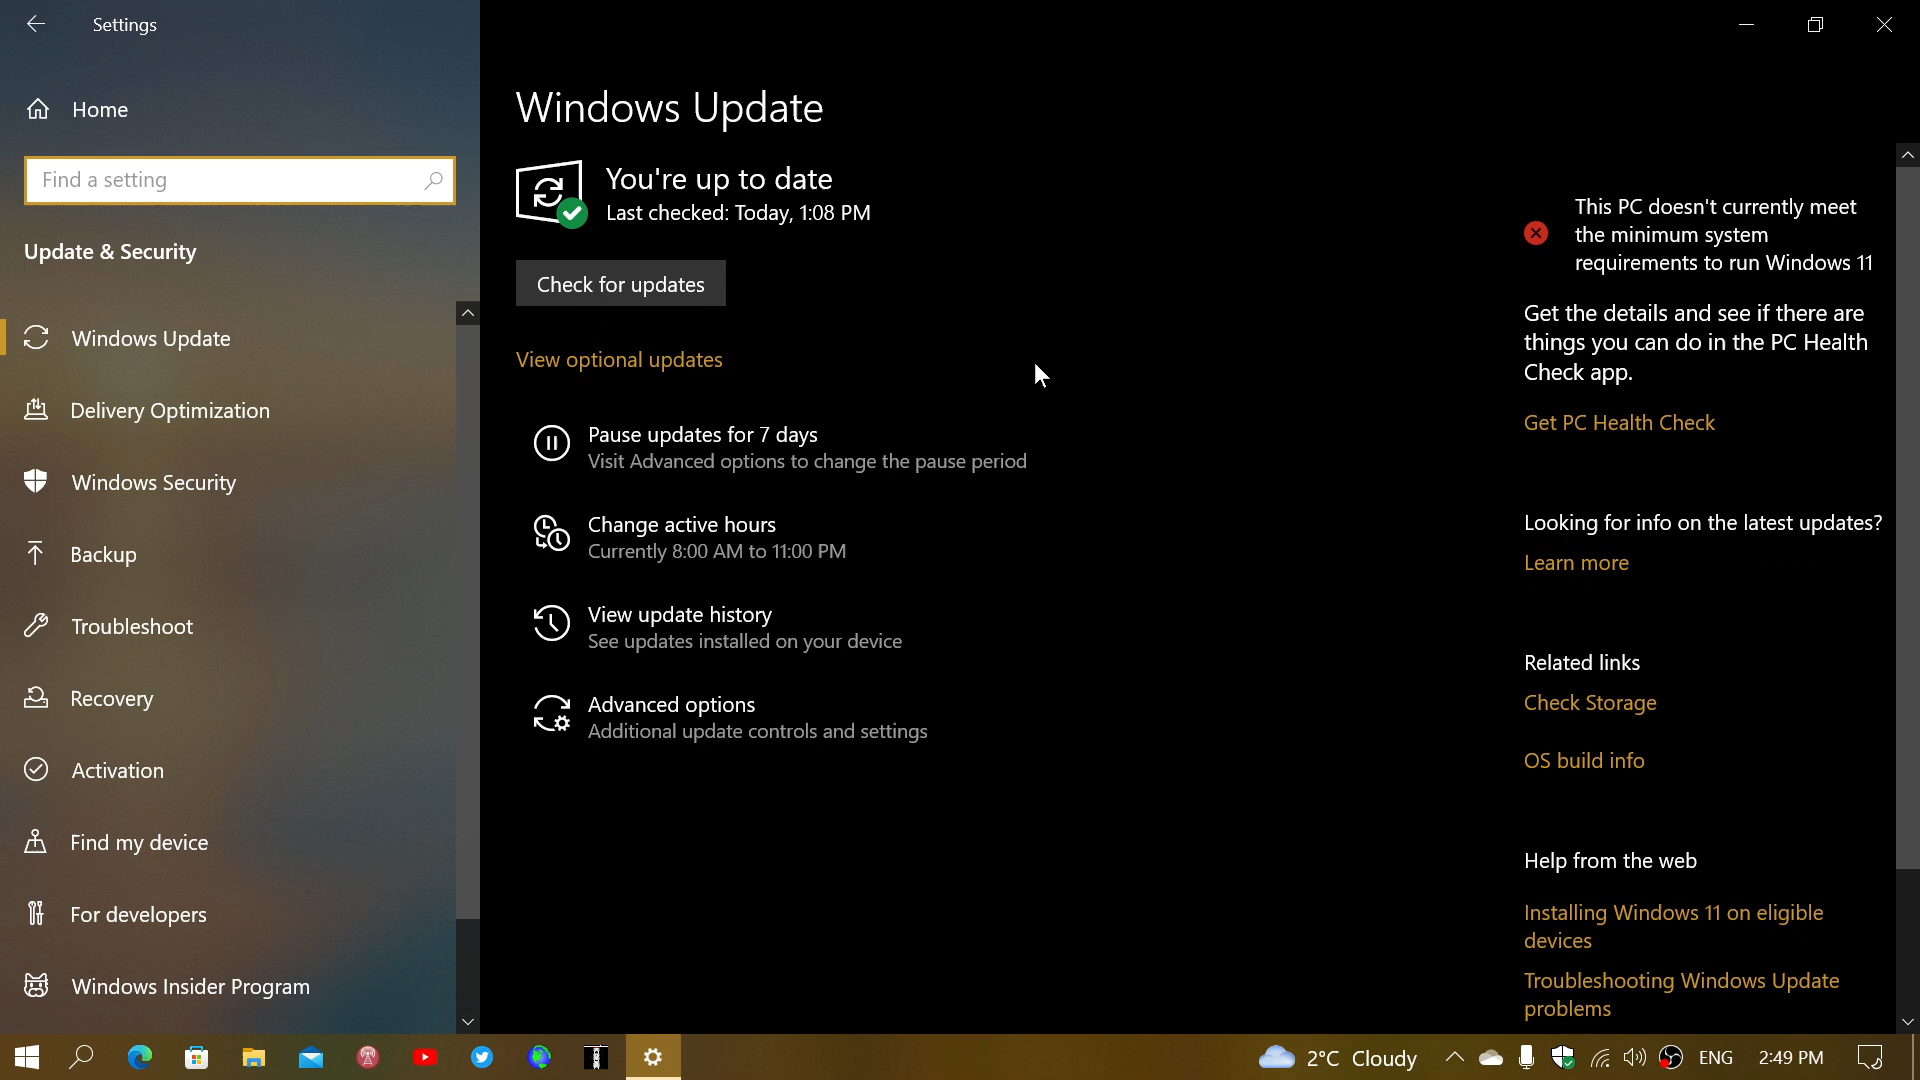 Settings
Home
Find a setting
Update & Security
Windows Update
Delivery Optimization
Windows Security
Backup
Troubleshoot
Recovery
Activation
Find my device
For developers
Windows Insider Program
Windows Update
You're up to date
Last checked: Today, 1:08 PM
Check for updates
View optional updates
Pause updates for 7 days
Visit Advanced options to change the pause period
Change active hours
Currently 8:00 AM to 11:00 PM
View update history
See updates installed on your device
Advanced options
Additional update controls and settings
This PC doesn't currently meet
the minimum system
requirements to run Windows 11
Get the details and see if there are
things you can do in the PC Health
Check app.
Get PC Health Check
Looking for info on the latest updates?
Learn more
Related links
Check Storage
OS build info
Help from the web
Installing Windows 11 on eligible
devices
Troubleshooting Windows Update
problems
2°C Cloudy
ENG
2:49 PM